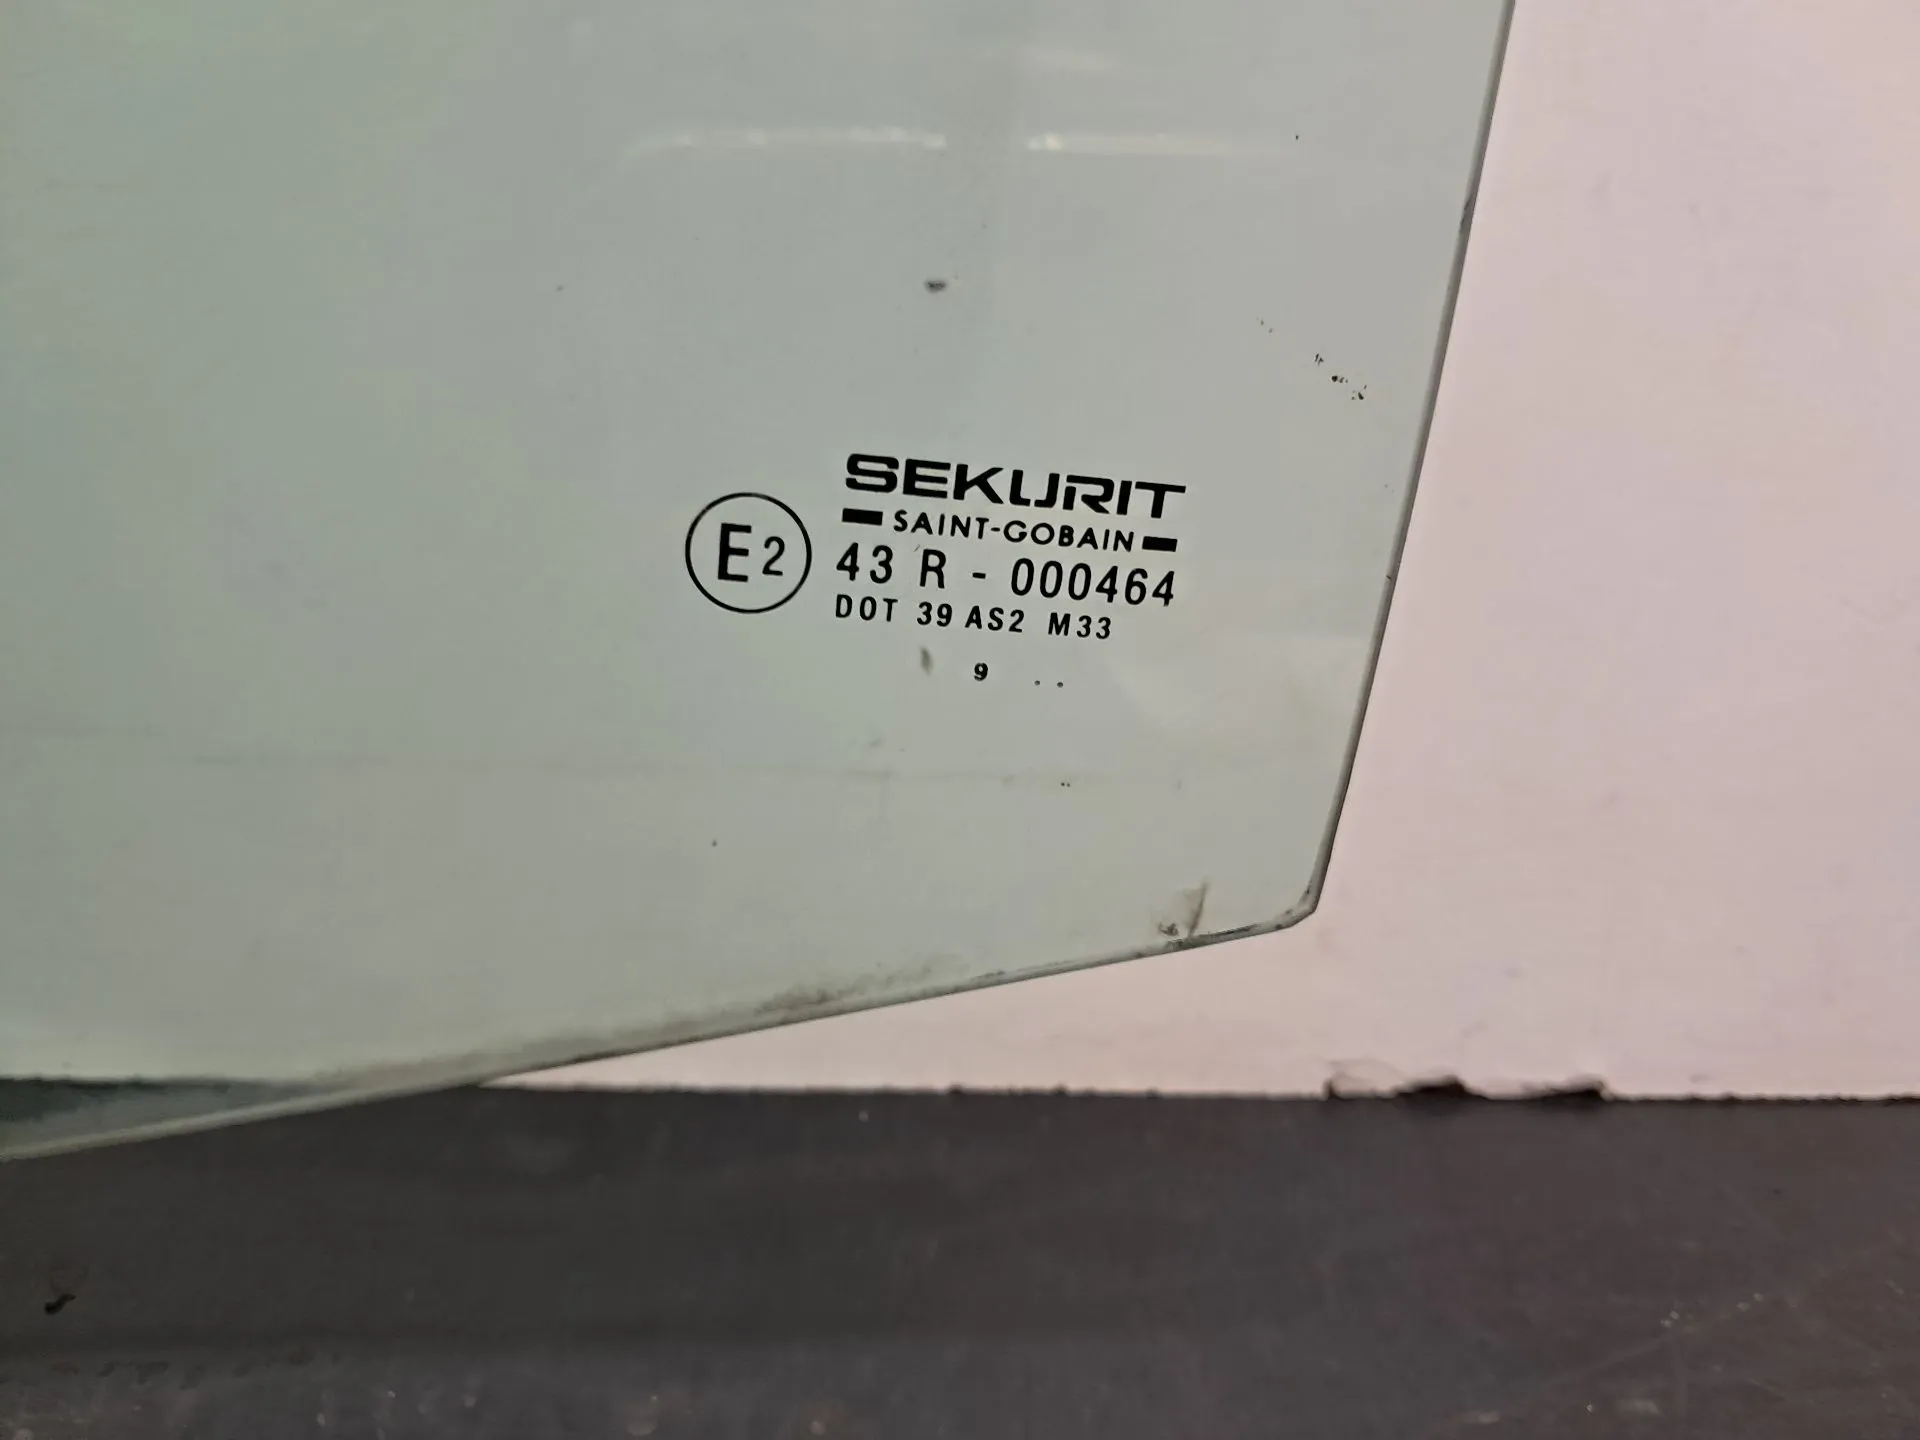 SEKURIT
SAINT-GOBAIN
E2 43 R - 000464
DOT 39 AS2 M33
9 ..